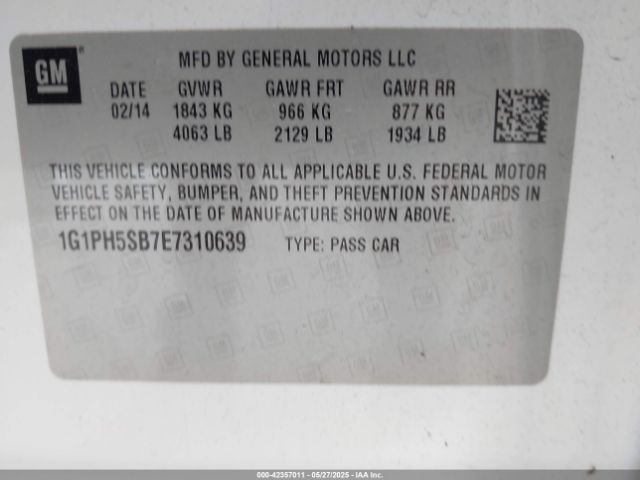 GM
MFD BY GENERAL MOTORS LLC
DATE GVWR GAWR FRT GAWR RR
02/14 1843 KG 966 KG 877 KG
4063 LB 2129 LB 1934 LB
THIS VEHICLE CONFORMS TO ALL APPLICABLE U.S. FEDERAL MOTOR
VEHICLE SAFETY, BUMPER, AND THEFT PREVENTION STANDARDS IN
EFFECT ON THE DATE OF MANUFACTURE SHOWN ABOVE.
1G1PH5SB7E7310639 TYPE: PASS CAR
000-42357011 - 05/27/2025 - IAA Inc.